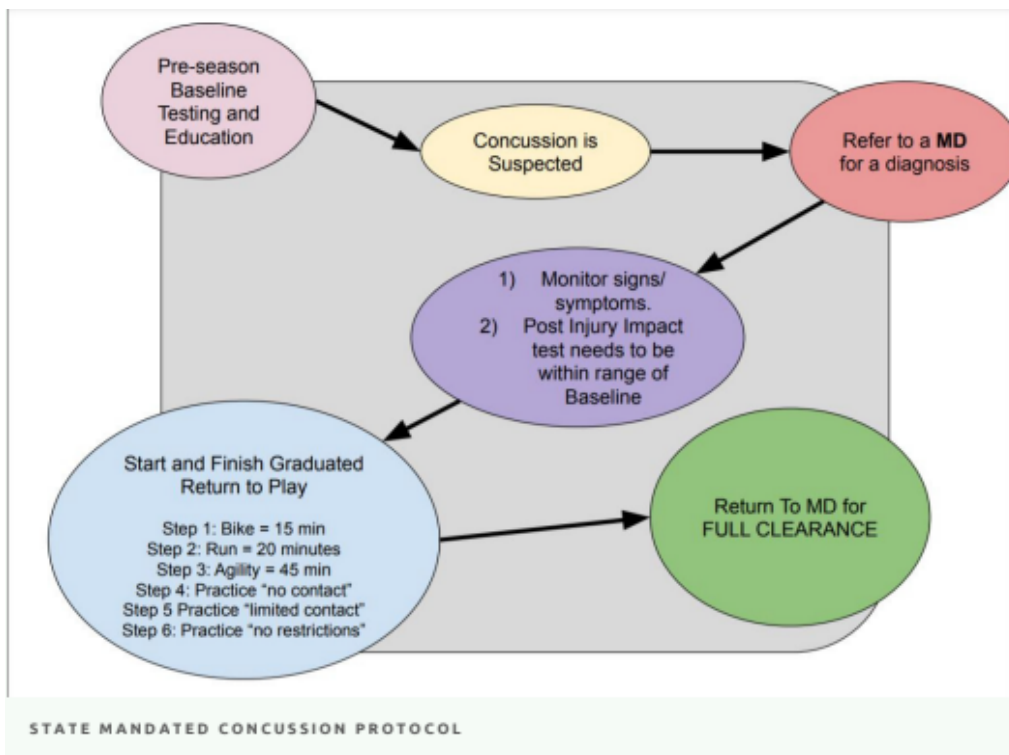 Pre-season
Baseline
Testing and
Education
Concussion is
Suspected
Refer to a MD
for a diagnosis
1) Monitor signs/
symptoms.
2) Post Injury Impact
test needs to be
within range of
Baseline
Start and Finish Graduated
Return to Play
Step 1: Bike = 15 min
Step 2: Run = 20 minutes
Step 3: Agility = 45 min
Step 4: Practice “no contact”
Step 5 Practice “limited contact”
Step 6: Practice “no restrictions”
Return To MD for
FULL CLEARANCE
STATE MANDATED CONCUSSION PROTOCOL